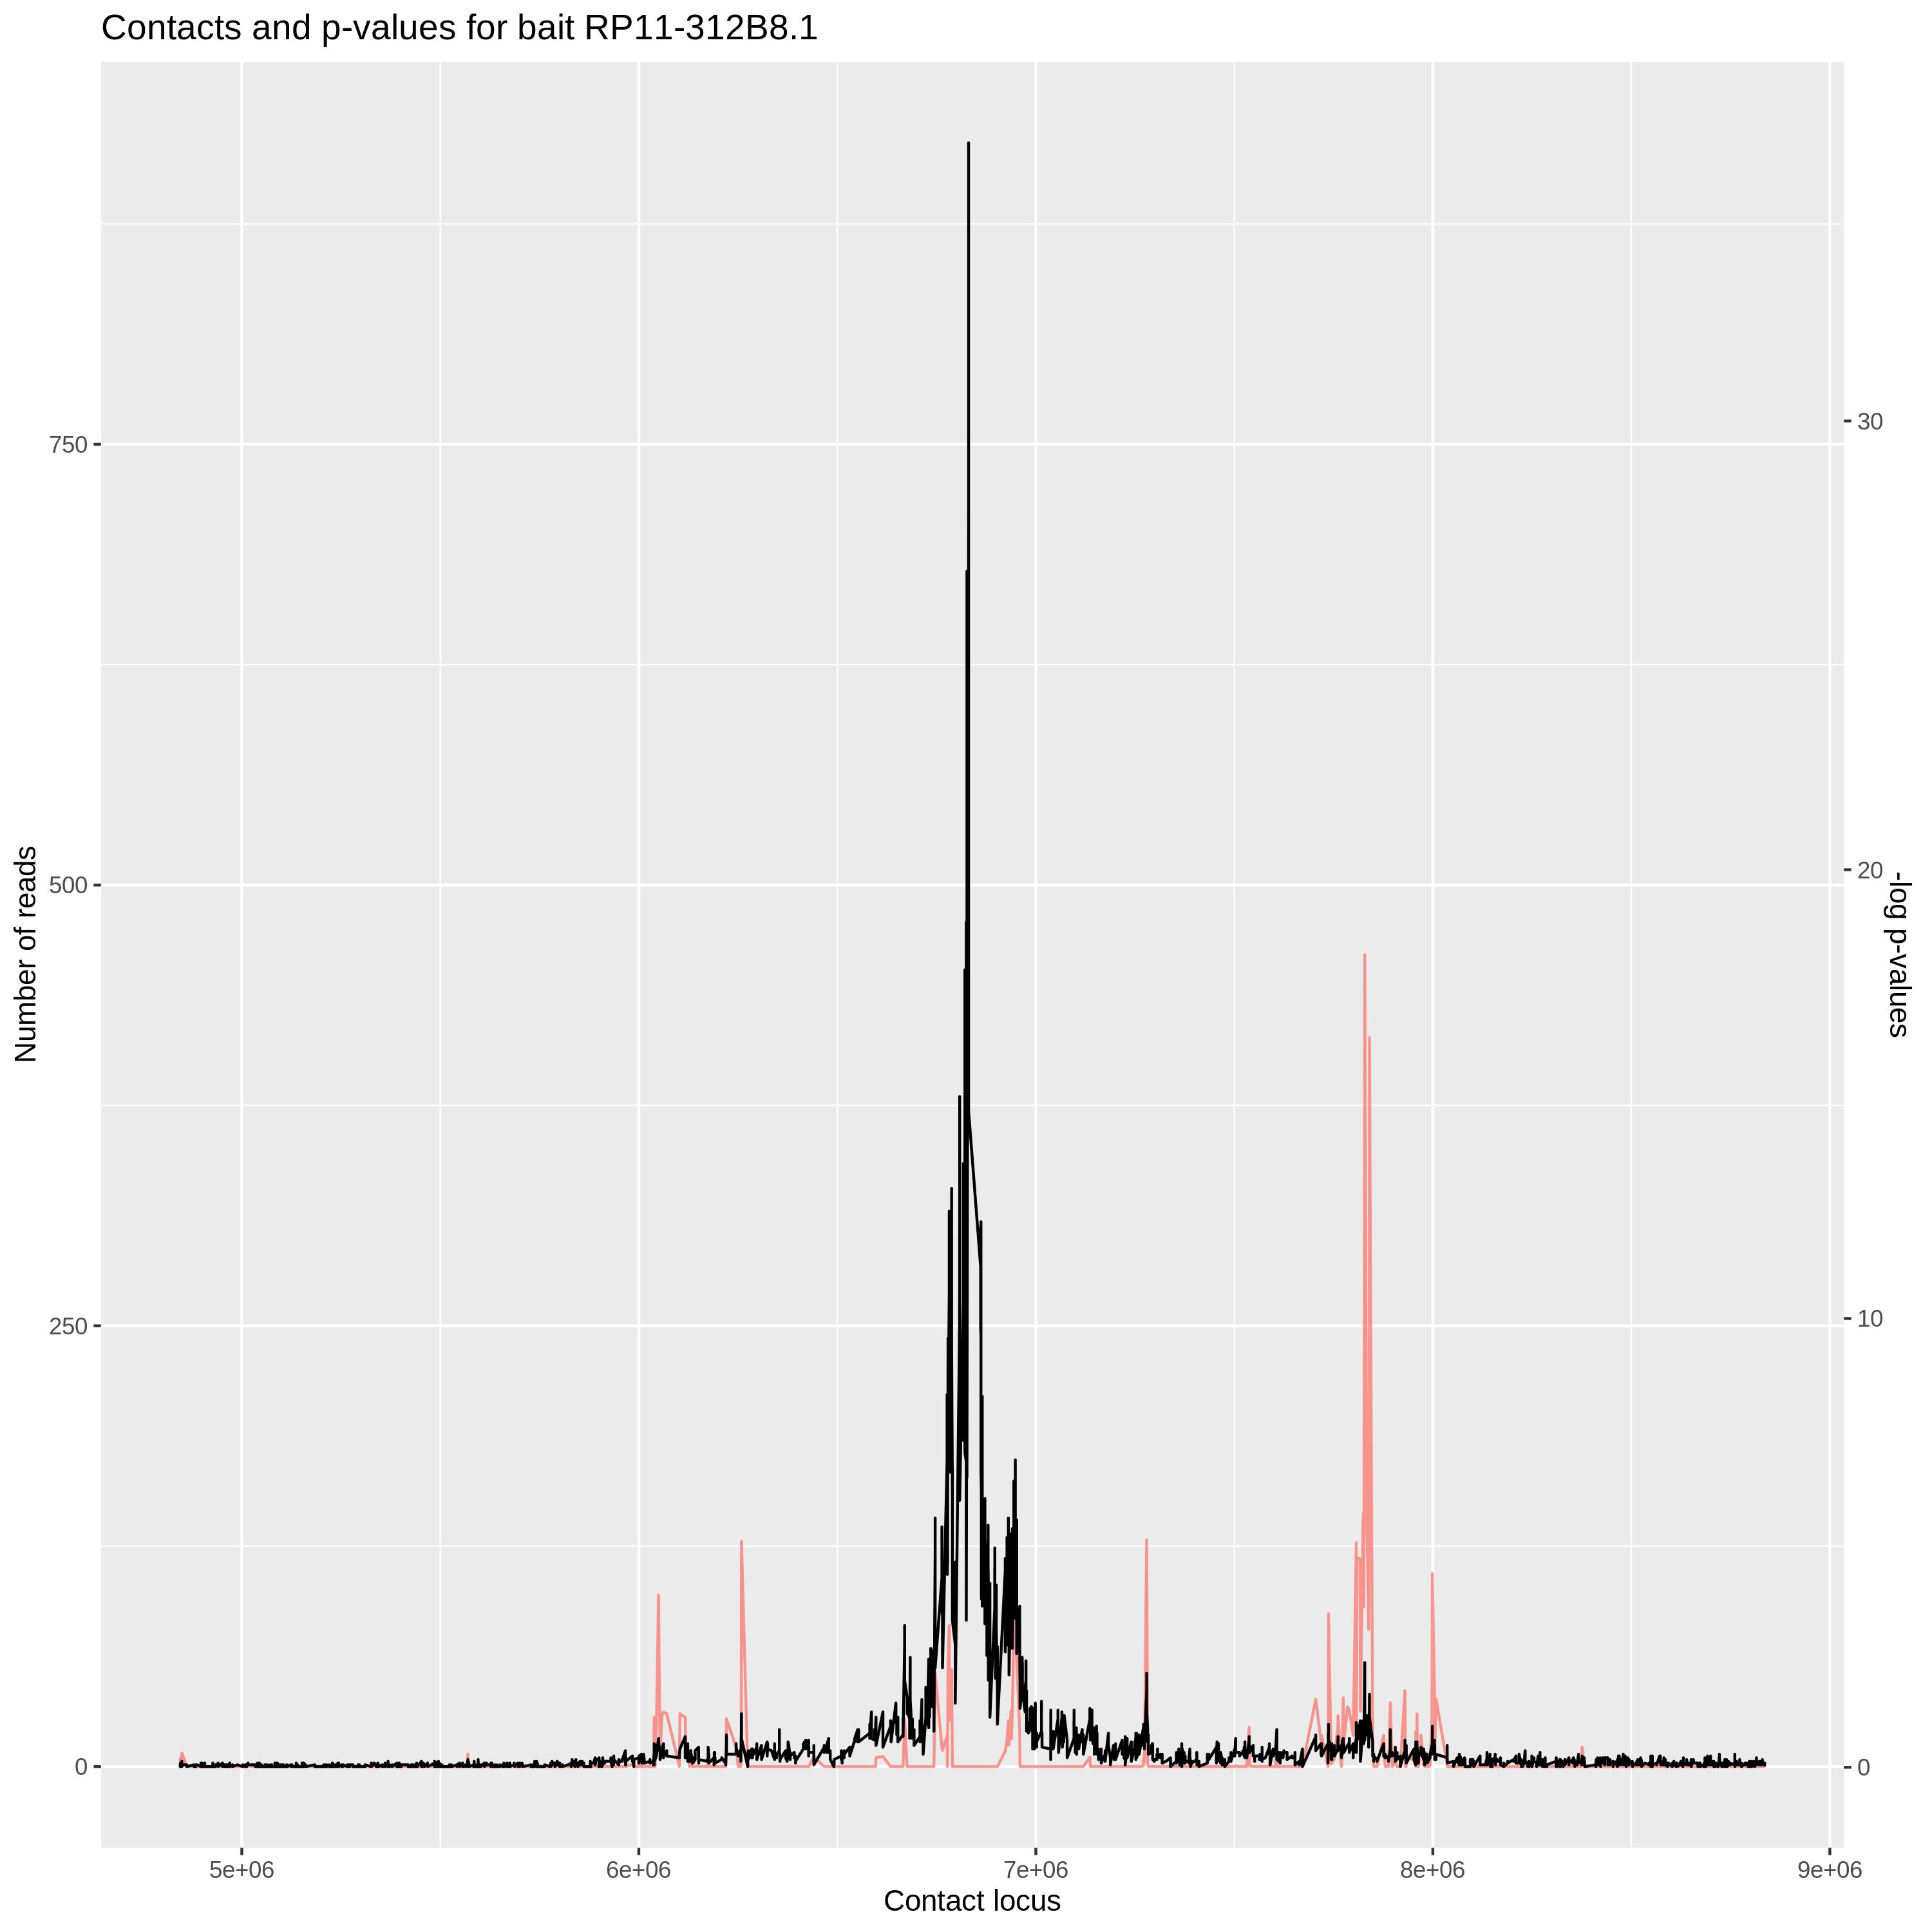 Contacts and p-values for bait RP11-312B8.1
750
500
250
0
Number of reads
30
20
10
0
-log p-values
5e+06
6e+06
7e+06
8e+06
9e+06
Contact locus